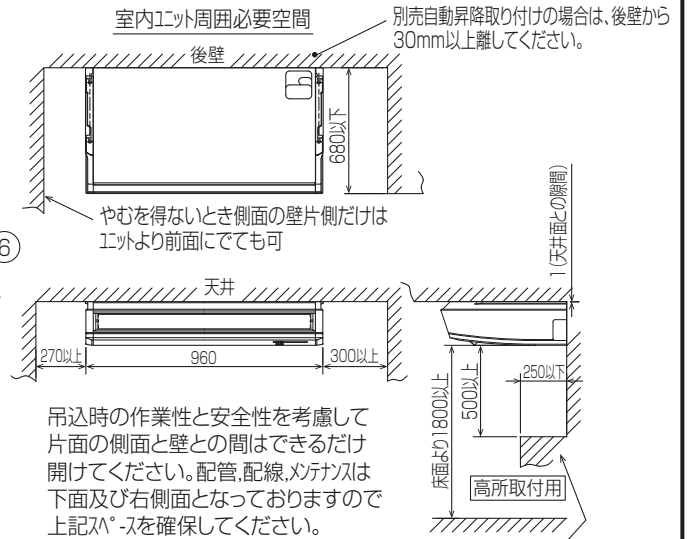 室内ユニット周囲必要空間
別売自動昇降取り付けの場合は、後壁から
30mm以上離してください。
後壁
680以下
やむを得ないとき側面の壁片側だけは
ユニットより前面にでても可
6
1(天井面との隙間)
天井
270以上
960
300以上
250以下
500以上
床面より1800以上
高所取付用
吊込時の作業性と安全性を考慮して
片面の側面と壁との間はできるだけ
開けてください。配管,配線,メンテナンスは
下面及び右側面となっておりますので
上記スペースを確保してください。